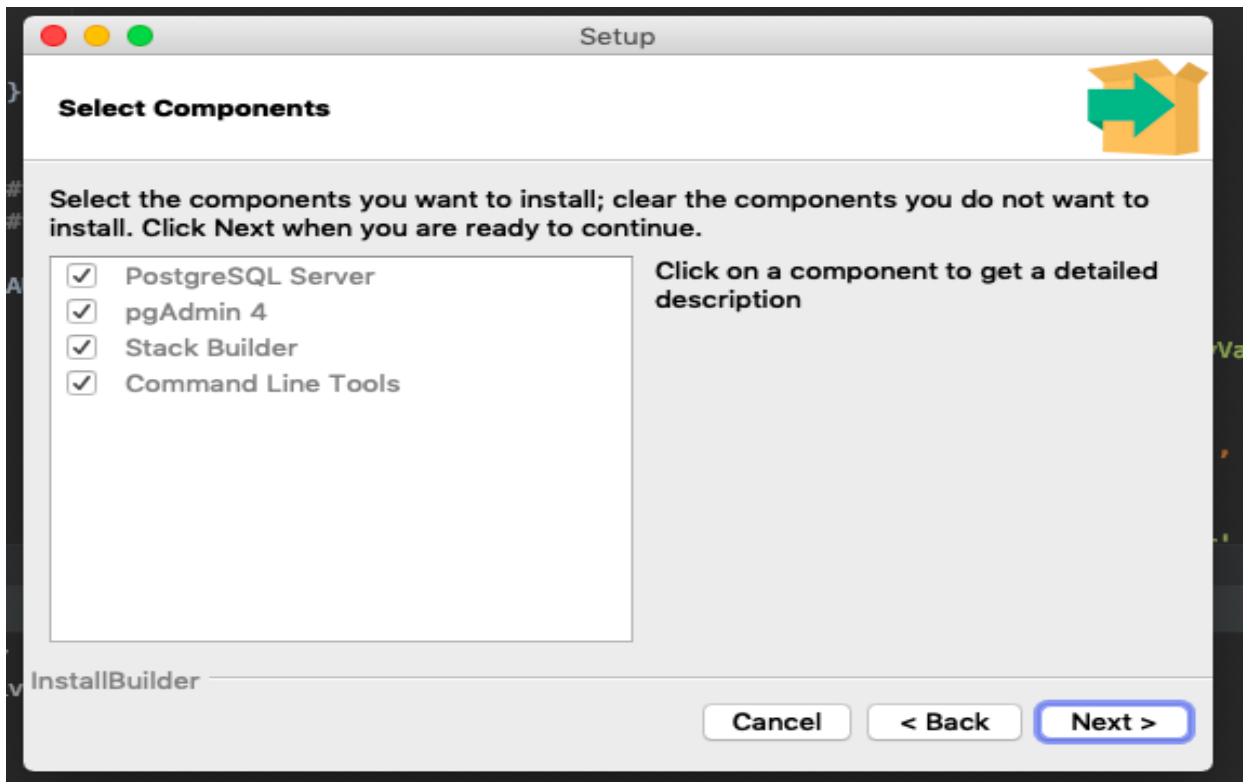 Setup
}
Select Components
#
#
Select the components you want to install; clear the components you do not want to
install. Click Next when you are ready to continue.
PostgreSQL Server
pgAdmin 4
Stack Builder
Command Line Tools
Click on a component to get a detailed
description
InstallBuilder
Cancel
< Back
Next >